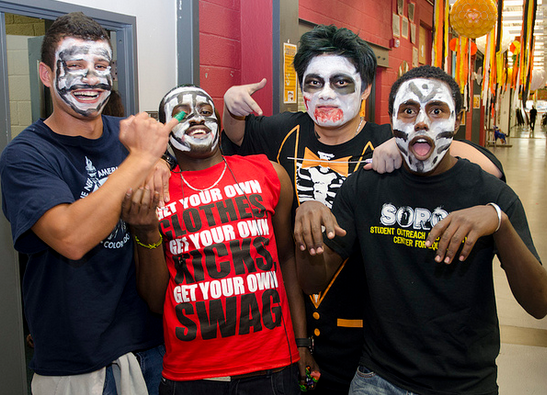 GET YOUR OWN
CLOTHES
GET YOUR OWN
KICKS
GET YOUR OWN
SWAG
SORC
STUDENT OUTREACH
CENTER FOR